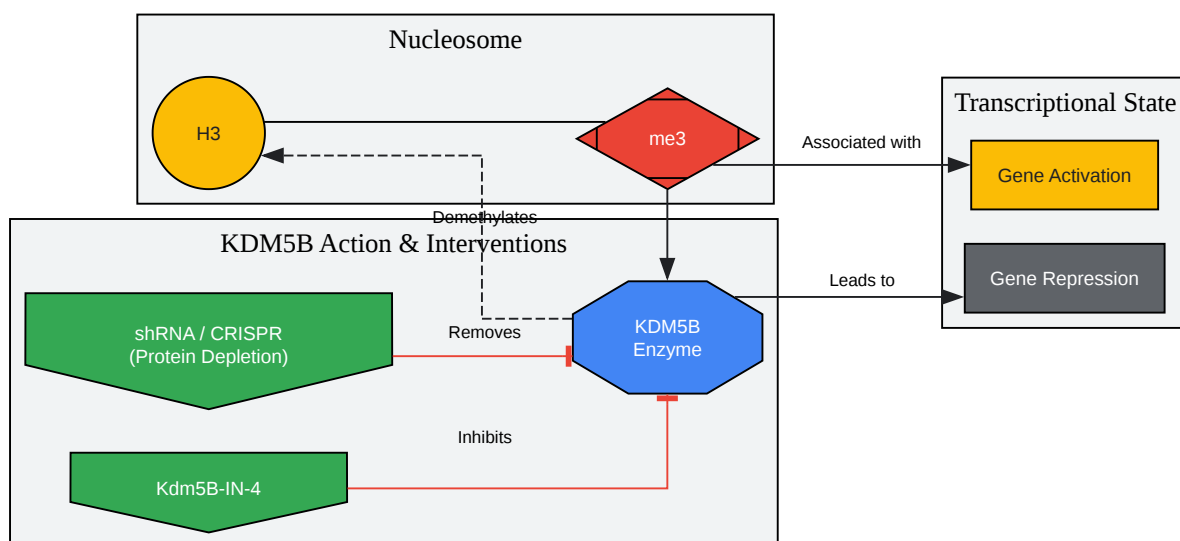 Nucleosome
H3
me3
Associated with
Transcriptional State
Gene Activation
Demethylates
KDM5B Action & Interventions
Leads to
Gene Repression
shRNA / CRISPR
(Protein Depletion)
Removes
KDM5B
Enzyme
Inhibits
Kdm5B-IN-4